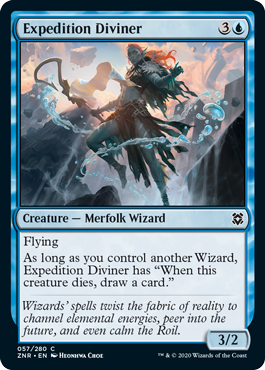 Expedition Diviner 3
Creature — Merfolk Wizard
Flying
As long as you control another Wizard,
Expedition Diviner has “When this
creature dies, draw a card.”
Wizards’ spells twist the fabric of reality to
channel elemental energies, peer into the
future, and even calm the Roil.
3/2
057/280 C
ZNR • EN Heonhwa Choe
™ & © 2020 Wizards of the Coast